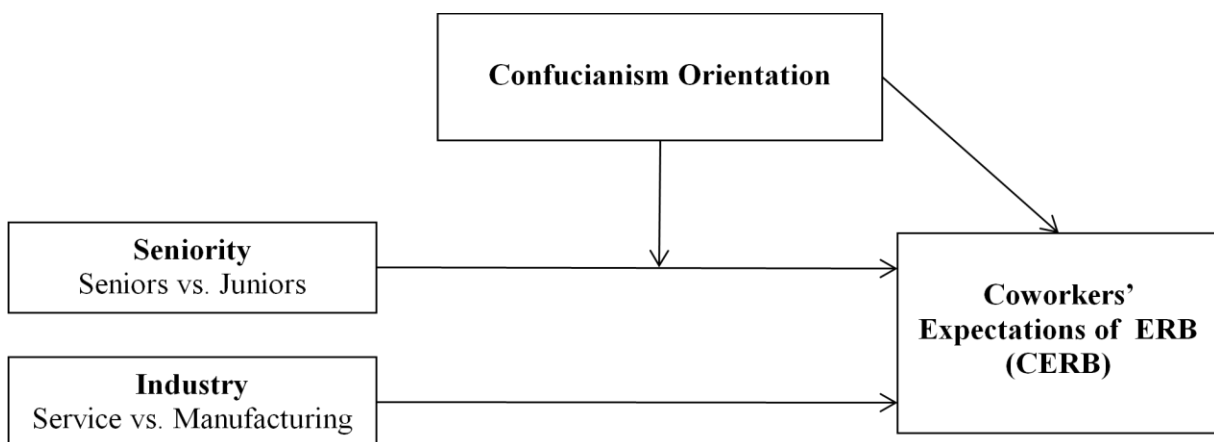 Confucianism Orientation
Seniority
Seniors vs. Juniors
Industry
Service vs. Manufacturing
Coworkers’
Expectations of ERB
(CERB)